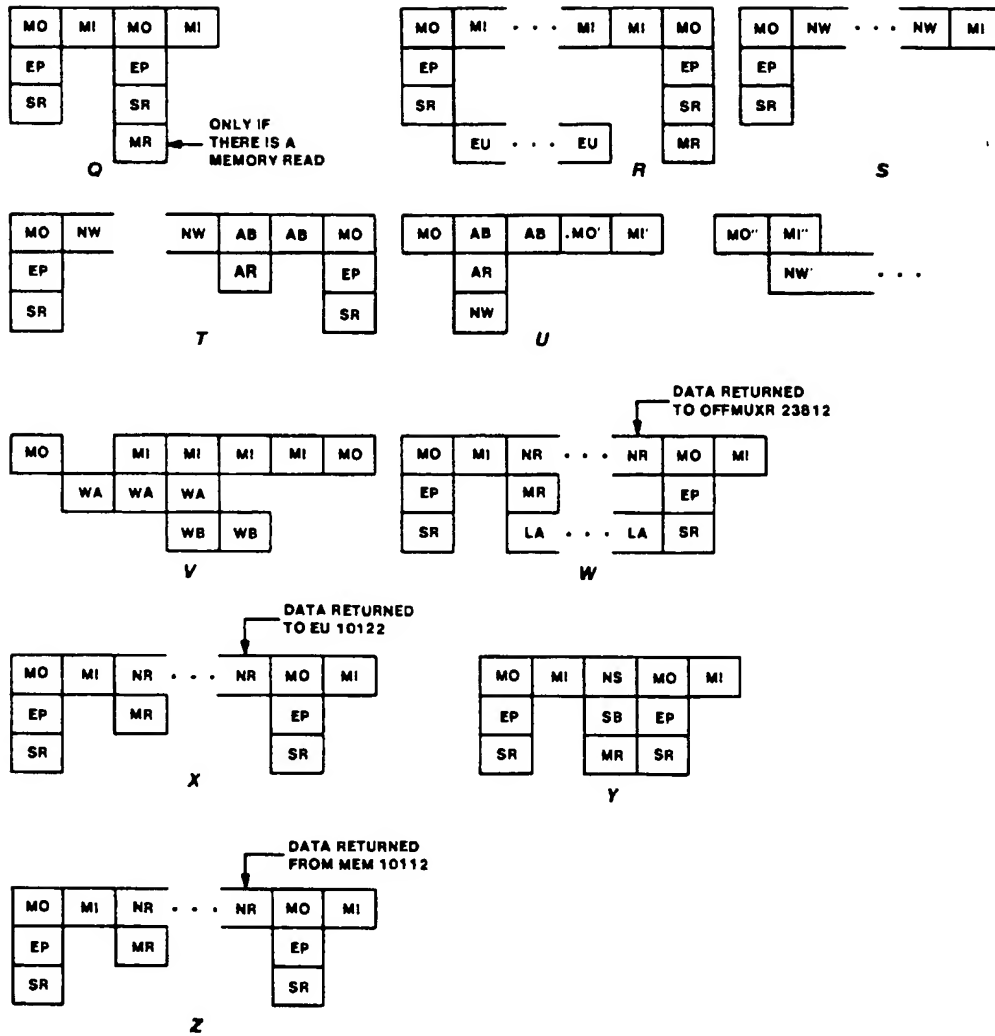 MO MI MO MI
EP EP
SR SR
MR
ONLY IF
THERE IS A
MEMORY READ
Q
MO MI · · · MI MI MO
EP EP
SR SR
EU · · · EU MR
R
MO NW · · · NW MI
EP
SR
S
MO NW NW AB AB MO
EP AR EP
SR SR
T
MO AB AB .MO' MI'
AR
NW
U
MO" MI"
NW' · · ·
MO MI MI MI MI MO
WA WA WA
WB WB
V
DATA RETURNED
TO OFFMUXR 23812
MO MI NR · · · NR MO MI
EP MR EP
SR LA · · · LA SR
W
DATA RETURNED
TO EU 10122
MO MI NR · · · NR MO MI
EP MR EP
SR SR
X
MO MI NS MO MI
EP SB EP
SR MR SR
Y
DATA RETURNED
FROM MEM 10112
MO MI NR · · · NR MO MI
EP MR EP
SR SR
Z